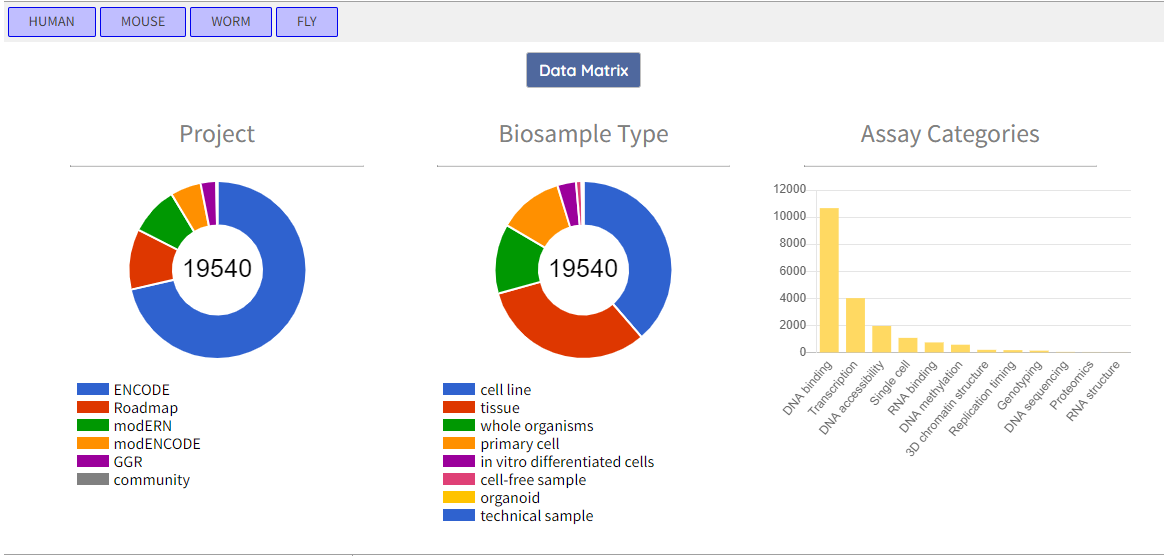 HUMAN MOUSE WORM FLY
Data Matrix
Project
19540
ENCODE
Roadmap
modERN
modENCODE
GGR
community
Biosample Type
19540
cell line
tissue
whole organisms
primary cell
in vitro differentiated cells
cell-free sample
organoid
technical sample
Assay Categories
12000
10000
8000
6000
4000
2000
0
DNA binding
Transcription
DNA accessibility
Single cell
RNA binding
DNA methylation
3D chromatin structure
Replication timing
Genotyping
DNA sequencing
Proteomics
RNA structure